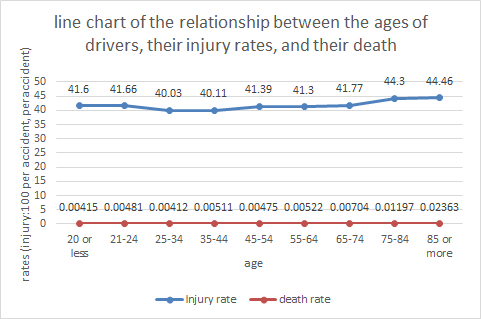 line chart of the relationship between the ages of
drivers, their injury rates, and their death
rates (injury:100 per accident, peraccident)
50
45
40
35
30
25
20
15
10
5
0
41.6 41.66 40.03 40.11 41.39 41.3 41.77 44.3 44.46
0.00415 0.00481 0.00412 0.00511 0.00475 0.00522 0.00704 0.01197 0.02363
20 or less 21-24 25-34 35-44 45-54 55-64 65-74 75-84 85 or more
age
Injury rate death rate